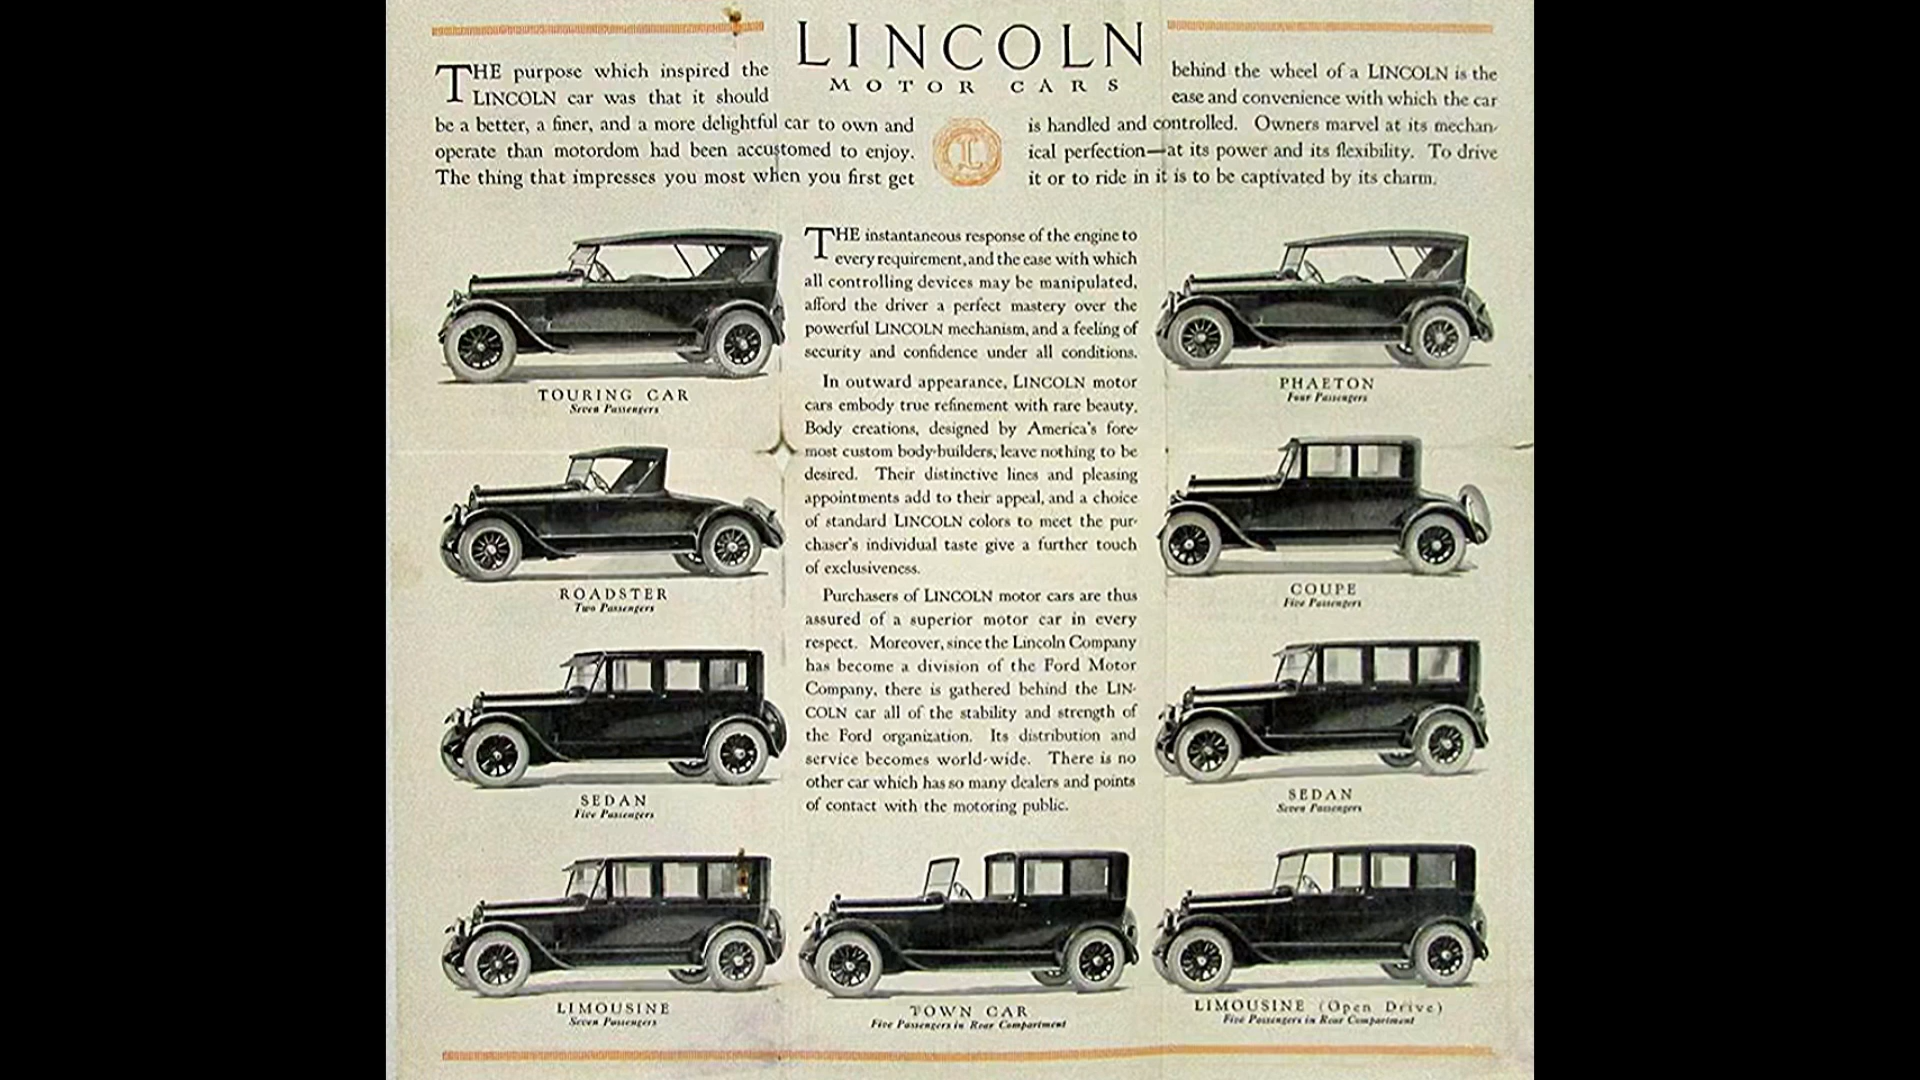 LINCOLN
MOTOR CARS
THE purpose which inspired the
LINCOLN car was that it should
be a better, a finer, and a more delightful car to own and
operate than motordom had been accustomed to enjoy.
The thing that impresses you most when you first get
behind the wheel of a LINCOLN is the
ease and convenience with which the car
is handled and controlled. Owners marvel at its mechan-
ical perfection—at its power and its flexibility. To drive
it or to ride in it is to be captivated by its charm.
L
TOURING CAR
Seven Passengers
ROADSTER
Two Passengers
SEDAN
Five Passengers
LIMOUSINE
Seven Passengers
THE instantaneous response of the engine to
every requirement, and the ease with which
all controlling devices may be manipulated,
afford the driver a perfect mastery over the
powerful LINCOLN mechanism, and a feeling of
security and confidence under all conditions.
In outward appearance, LINCOLN motor
cars embody true refinement with rare beauty.
Body creations, designed by America's fore-
most custom body-builders, leave nothing to be
desired. Their distinctive lines and pleasing
appointments add to their appeal, and a choice
of standard LINCOLN colors to meet the pur-
chaser's individual taste give a further touch
of exclusiveness.
Purchasers of LINCOLN motor cars are thus
assured of a superior motor car in every
respect. Moreover, since the Lincoln Company
has become a division of the Ford Motor
Company, there is gathered behind the LIN-
COLN car all of the stability and strength of
the Ford organization. Its distribution and
service becomes world-wide. There is no
other car which has so many dealers and points
of contact with the motoring public.
TOWN CAR
Five Passengers in Rear Compartment
PHAETON
Four Passengers
COUPE
Five Passengers
SEDAN
Seven Passengers
LIMOUSINE (Open Drive)
Five Passengers in Rear Compartment